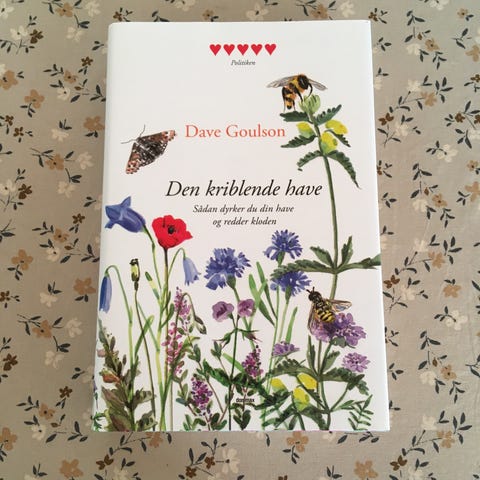 Politiken
Dave Goulson
Den kriblende have
Sådan dyrker du din have
og redder kloden